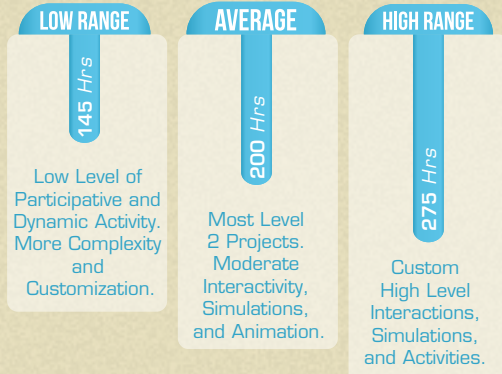 LOW RANGE
145 Hrs
Low Level of
Participative and
Dynamic Activity.
More Complexity
and
Customization.
AVERAGE
200 Hrs
Most Level
2 Projects.
Moderate
Interactivity,
Simulations,
and Animation.
HIGH RANGE
275 Hrs
Custom
High Level
Interactions,
Simulations,
and Activities.